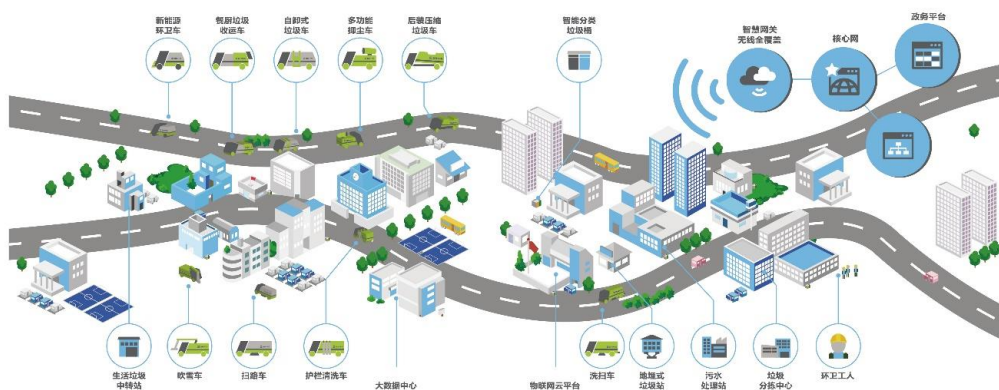 新能源
环卫车
餐厨垃圾
收运车
自卸式
垃圾车
多功能
抑尘车
后装压缩
垃圾车
智能分类
垃圾桶
智慧网关
无线全覆盖
核心网
政务平台
生活垃圾
中转站
吹雪车
扫路车
护栏清洗车
大数据中心
物联网云平台
洗扫车
地埋式
垃圾站
污水
处理站
垃圾
分拣中心
环卫工人